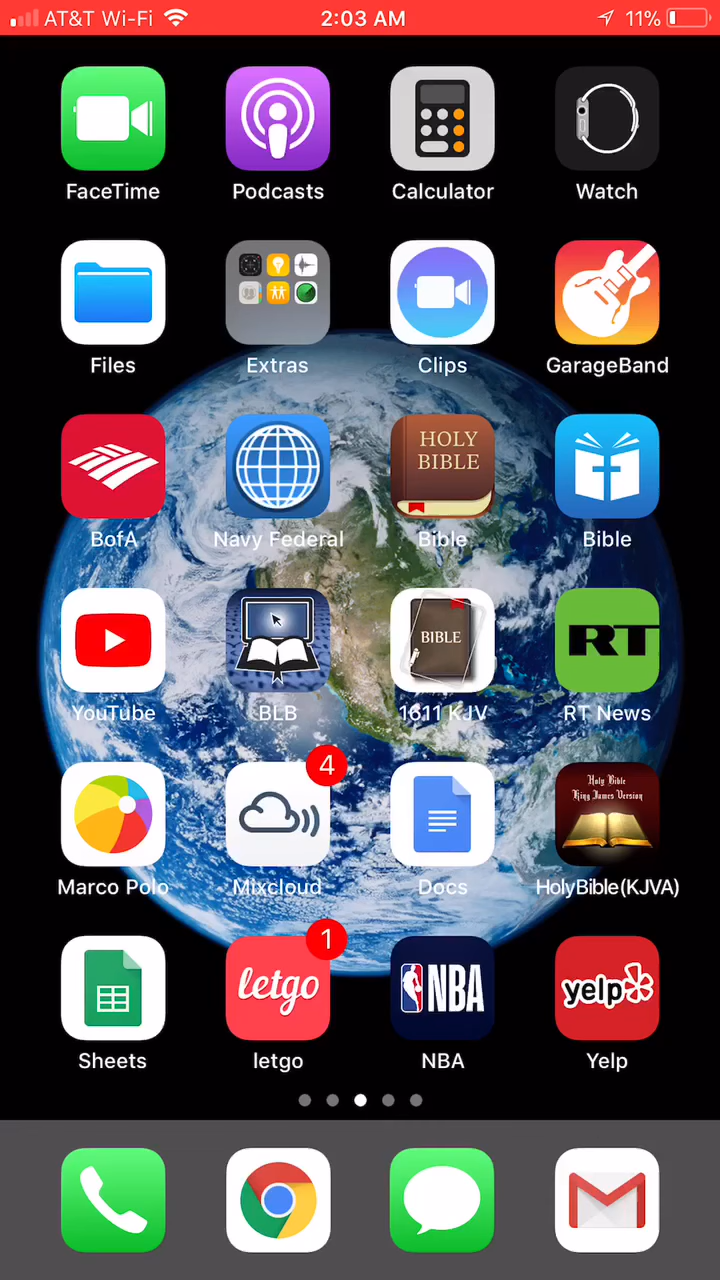 AT&T Wi-Fi 2:03 AM 11%
FaceTime Podcasts Calculator Watch
Files Extras Clips GarageBand
HOLY
BIBLE
BofA Navy Federal Bible Bible
BIBLE
RT
YouTube BLB 1611 KJV RT News
4
Holy Bible
King James Version
Marco Polo Mixcloud Docs HolyBible(KJVA)
1
letgo NBA yelp
Sheets letgo NBA Yelp